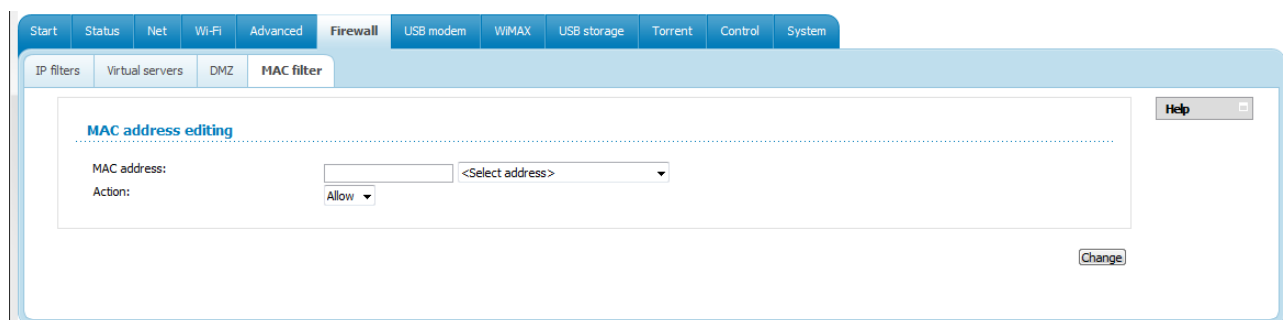 Start Status Net Wi-Fi Advanced Firewall USB modem WiMAX USB storage Torrent Control System
IP filters Virtual servers DMZ MAC filter
Help
MAC address editing
MAC address: <Select address>
Action: Allow
Change